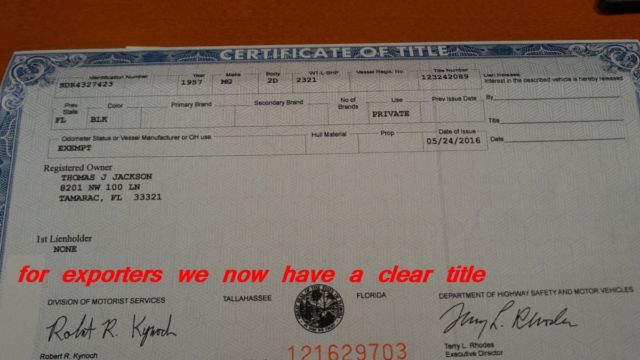 CERTIFICATE OF TITLE
Identification Number Year Make Body WT-L-BHP Vessel Regis. No. Title Number
HDR4327423 1957 MG 2D 2321 123242089
Lien Release
Interest in the described vehicle is hereby released
Prev State Color Primary Brand Secondary Brand No of Brands Use Prev Issue Date
FL BLK PRIVATE
By
Title
Odometer Status or Vessel Manufacturer or OH use Hull Material Prop Date of Issue
EXEMPT 05/24/2016
Date
Registered Owner
THOMAS J JACKSON
8201 NW 100 LN
TAMARAC, FL 33321
1st Lienholder
NONE
for exporters we now have a clear title
DIVISION OF MOTORIST SERVICES TALLAHASSEE FLORIDA DEPARTMENT OF HIGHWAY SAFETY AND MOTOR VEHICLES
Robert R. Kynoch
Terry L. Rhodes
Robert R. Kynoch
121629703
Terry L. Rhodes
Executive Director